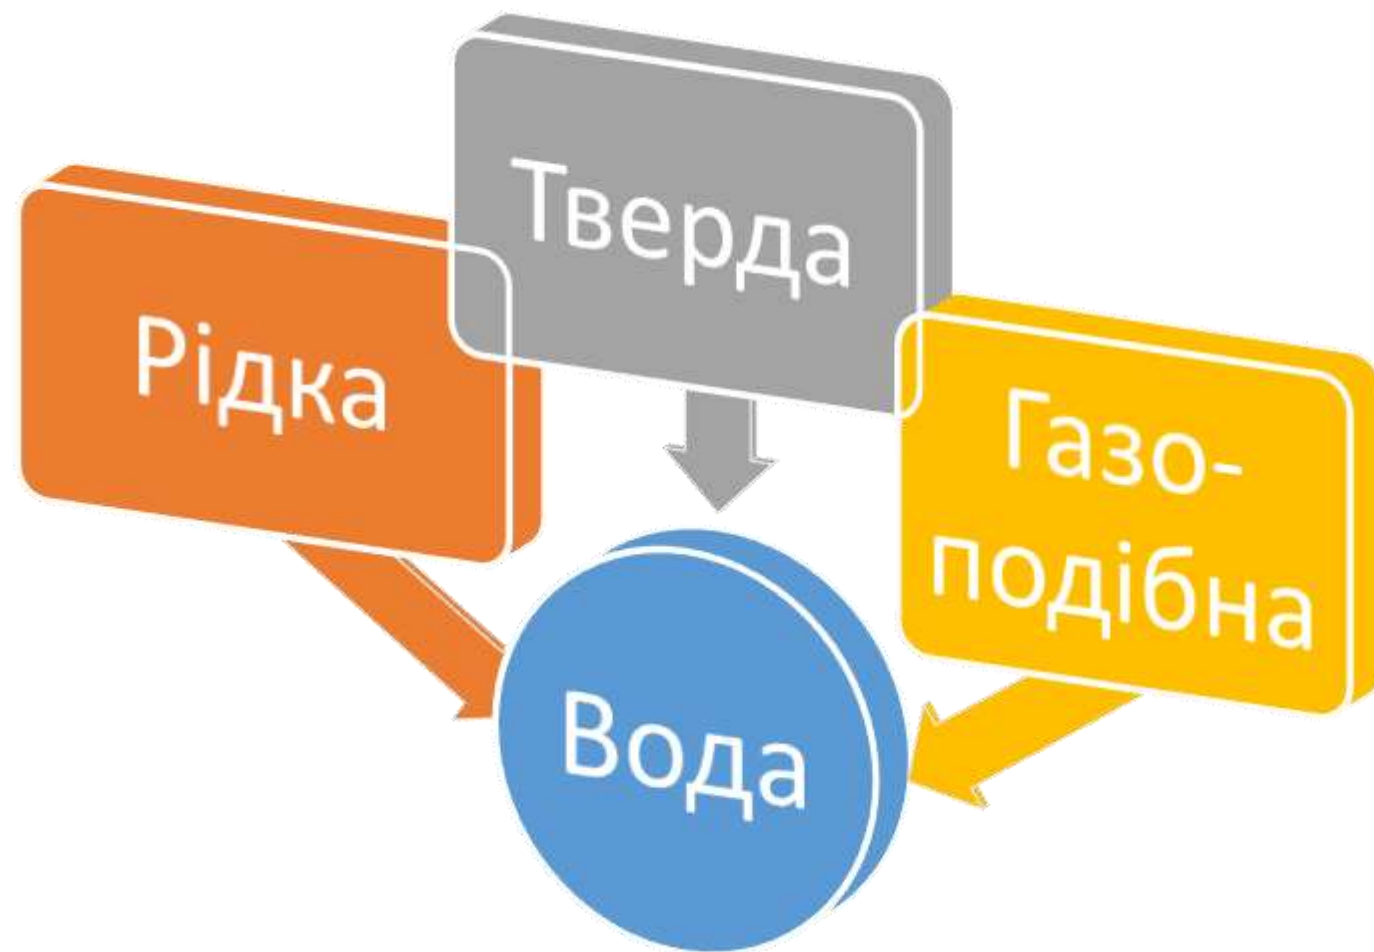 Тверда
Рідка
Газо-
подібна
Вода